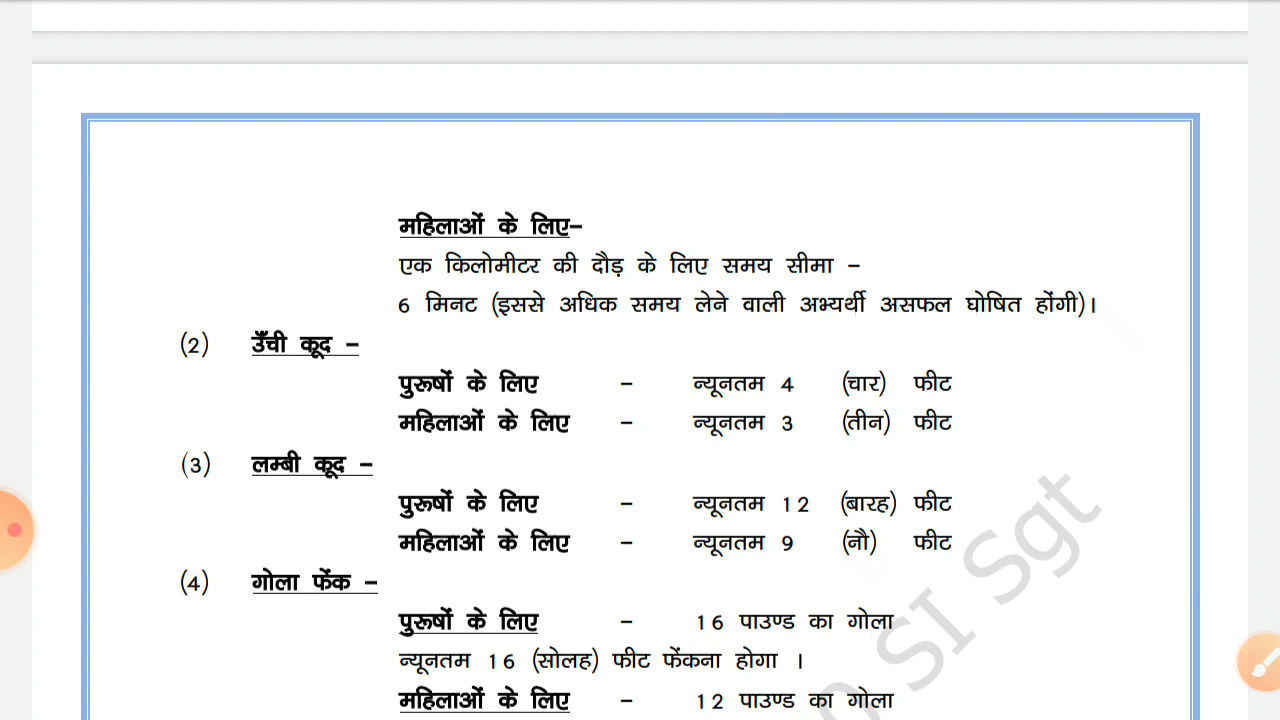 महिलाओं के लिए–
एक किलोमीटर की दौड़ के लिए समय सीमा –
6 मिनट (इससे अधिक समय लेने वाली अभ्यर्थी असफल घोषित होंगी)।
(2) उँची कूद –
पुरूषों के लिए – न्यूनतम 4 (चार) फीट
महिलाओं के लिए – न्यूनतम 3 (तीन) फीट
(3) लम्बी कूद –
पुरूषों के लिए – न्यूनतम 12 (बारह) फीट
महिलाओं के लिए – न्यूनतम 9 (नौ) फीट
(4) गोला फेंक –
पुरूषों के लिए – 16 पाउण्ड का गोला
न्यूनतम 16 (सोलह) फीट फेंकना होगा ।
महिलाओं के लिए – 12 पाउण्ड का गोला
0 SI Sgt